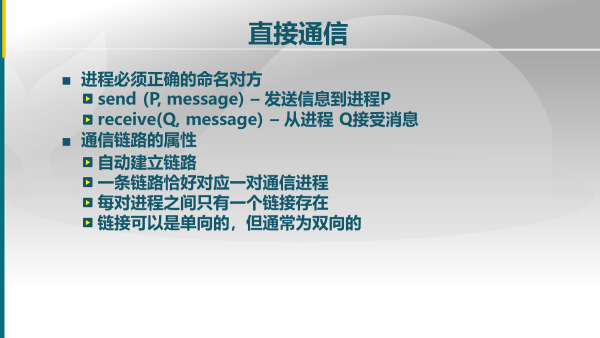 直接通信
进程必须正确的命名对方
send (P, message) – 发送信息到进程P
receive(Q, message) – 从进程 Q接受消息
通信链路的属性
自动建立链路
一条链路恰好对应一对通信进程
每对进程之间只有一个链接存在
链接可以是单向的，但通常为双向的